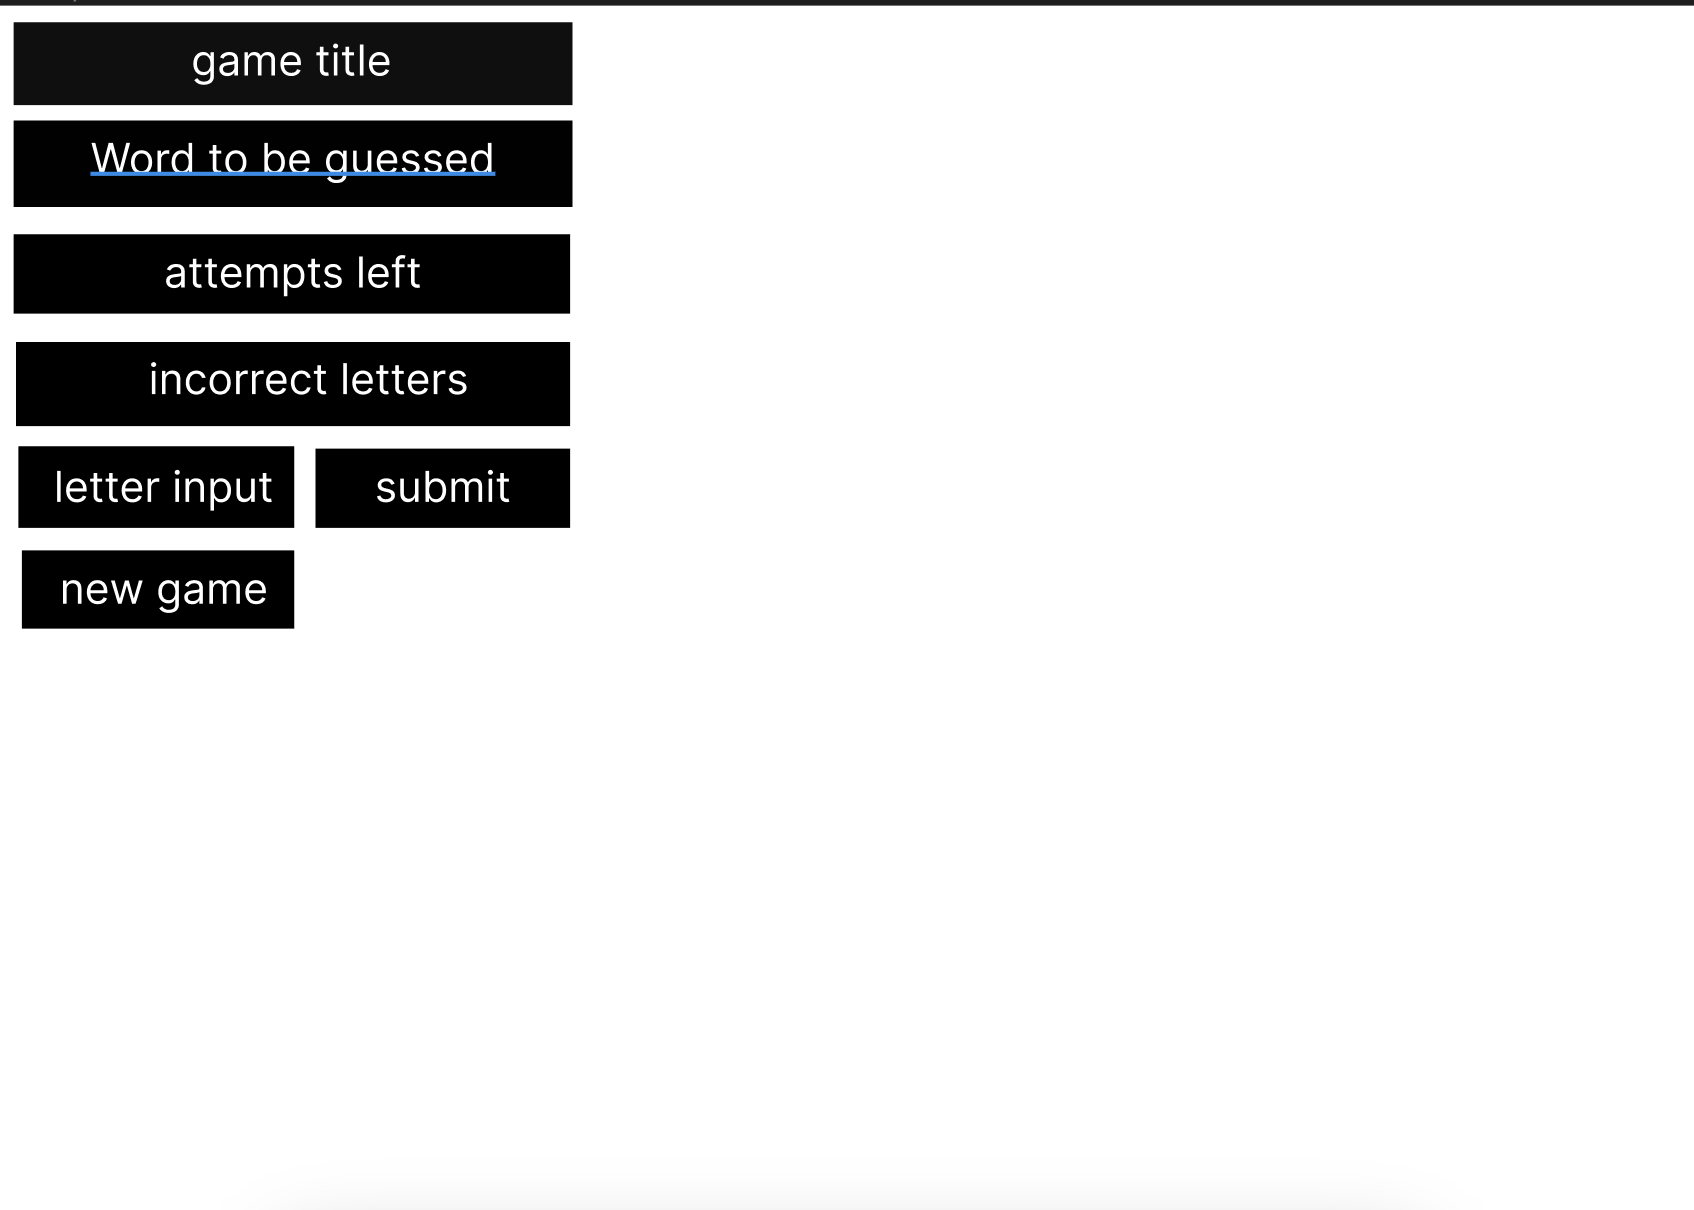 game title
Word to be guessed
attempts left
incorrect letters
letter input
submit
new game